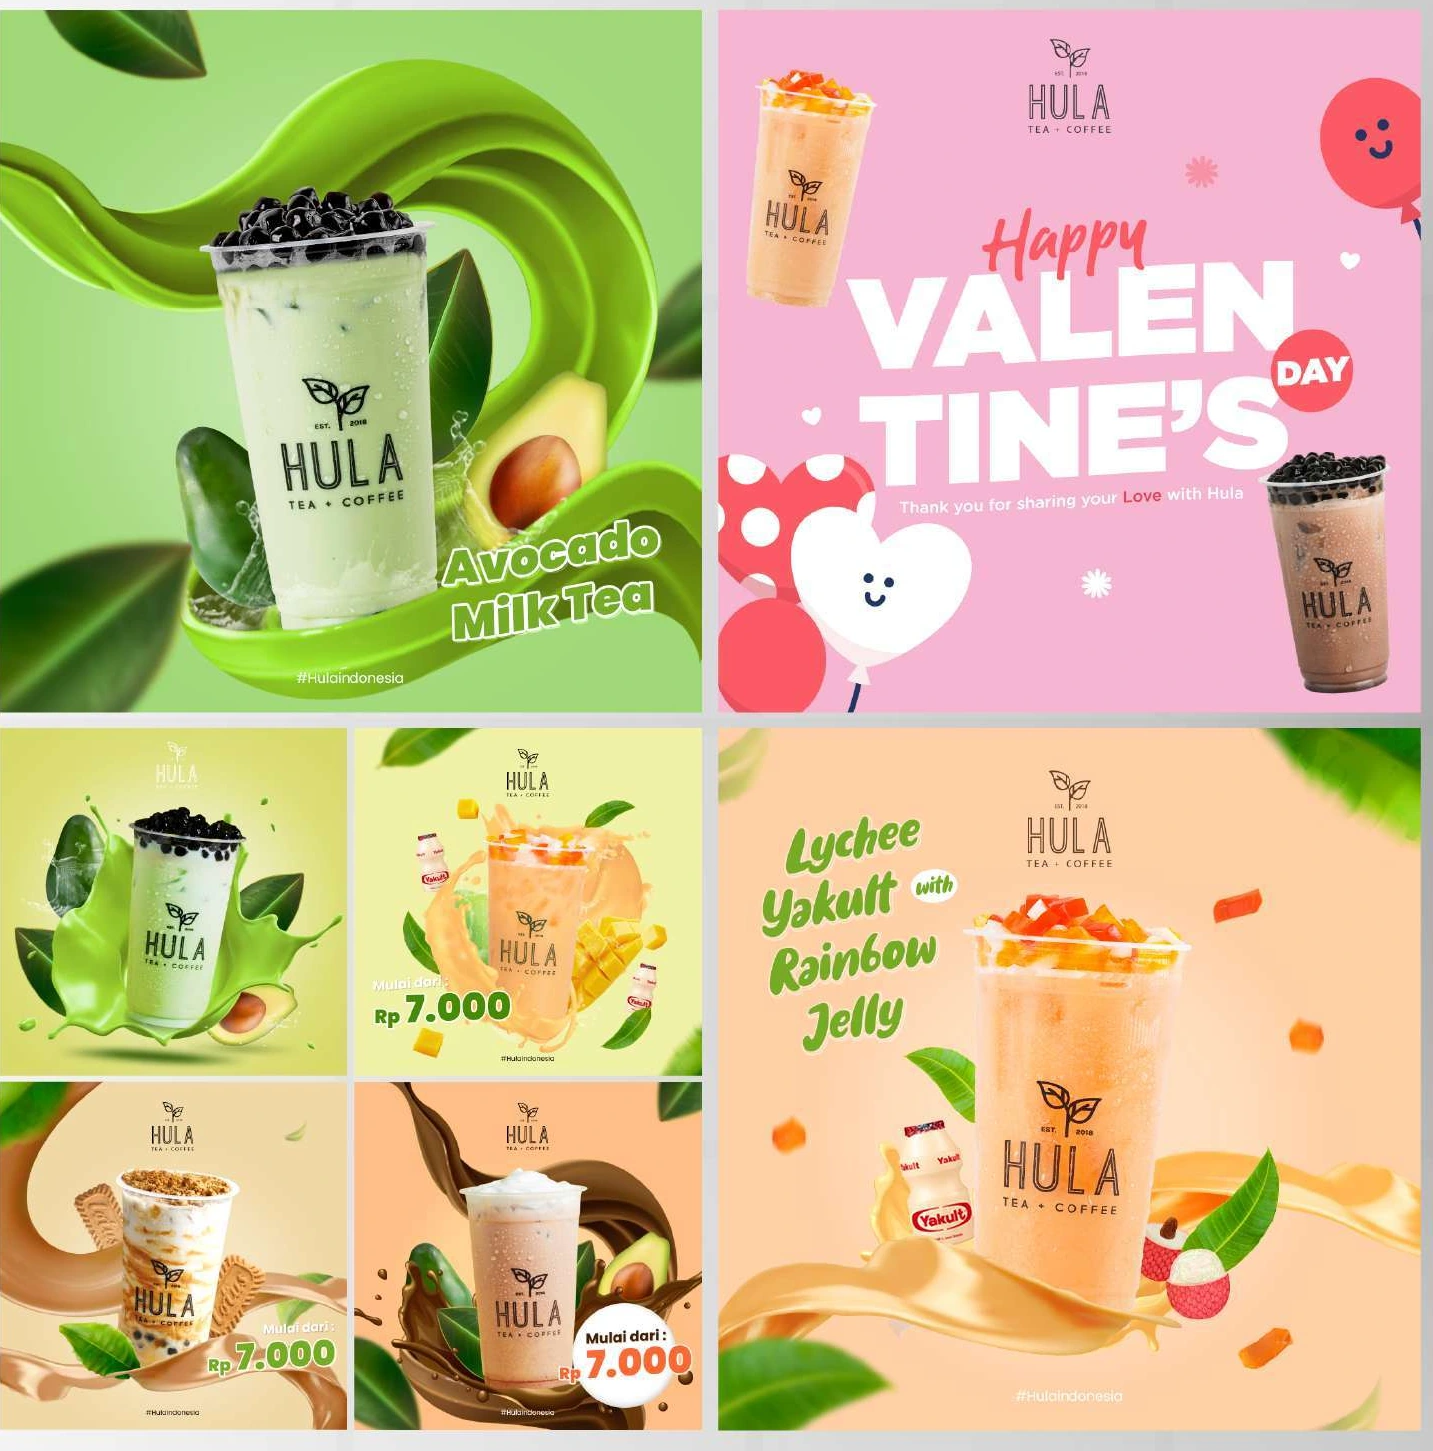 EST. 2018
HULA
TEA + COFFEE
Avocado
Milk Tea
#Hulaindonesia
EST. 2018
HULA
TEA + COFFEE
HULA
TEA + COFFEE
Happy
VALEN
TINE'S
DAY
Thank you for sharing your Love with Hula
HULA
TEA + COFFEE
HULA
HULA
TEA + COFFEE
HULA
TEA + COFFEE
Yakult
HULA
TEA + COFFEE
Mulai dari :
Rp 7.000
Yakult
#Hulaindonesia
EST. 2018
HULA
TEA + COFFEE
Lychee
Yakult with
Rainbow
Jelly
EST. 2018
HULA
TEA + COFFEE
Yakult
Yakult
#Hulaindonesia
HULA
TEA + COFFEE
HULA
TEA + COFFEE
Mulai dari :
Rp 7.000
#Hulaindonesia
HULA
TEA + COFFEE
HULA
TEA + COFFEE
Mulai dari :
Rp 7.000
#Hulaindonesia